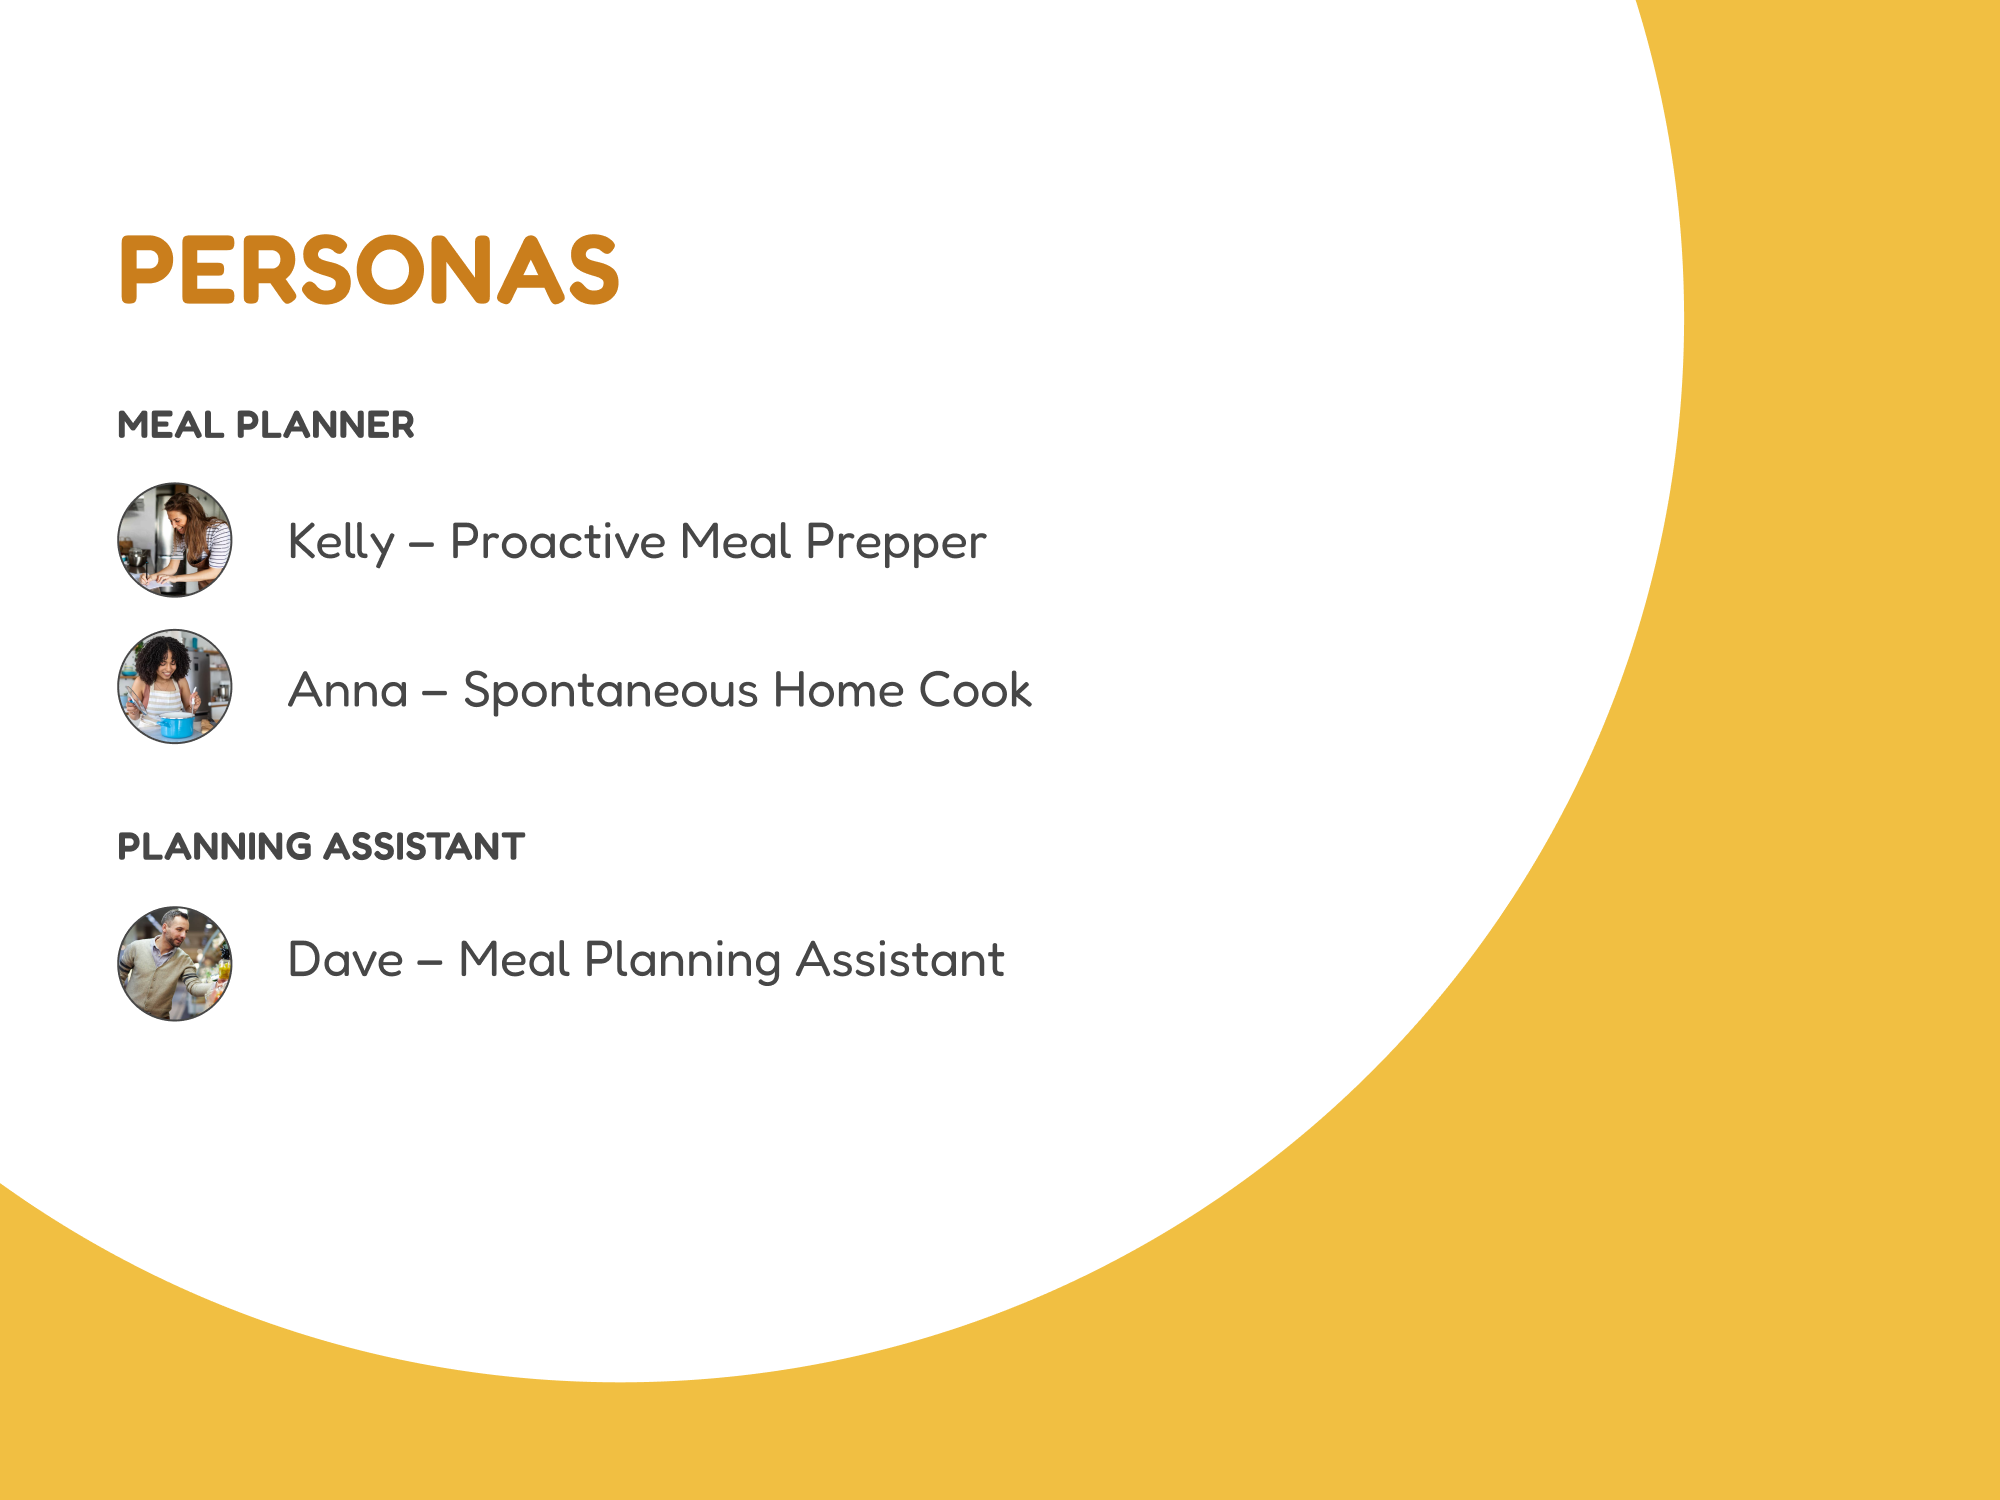 PERSONAS
MEAL PLANNER
Kelly – Proactive Meal Prepper
Anna – Spontaneous Home Cook
PLANNING ASSISTANT
Dave – Meal Planning Assistant